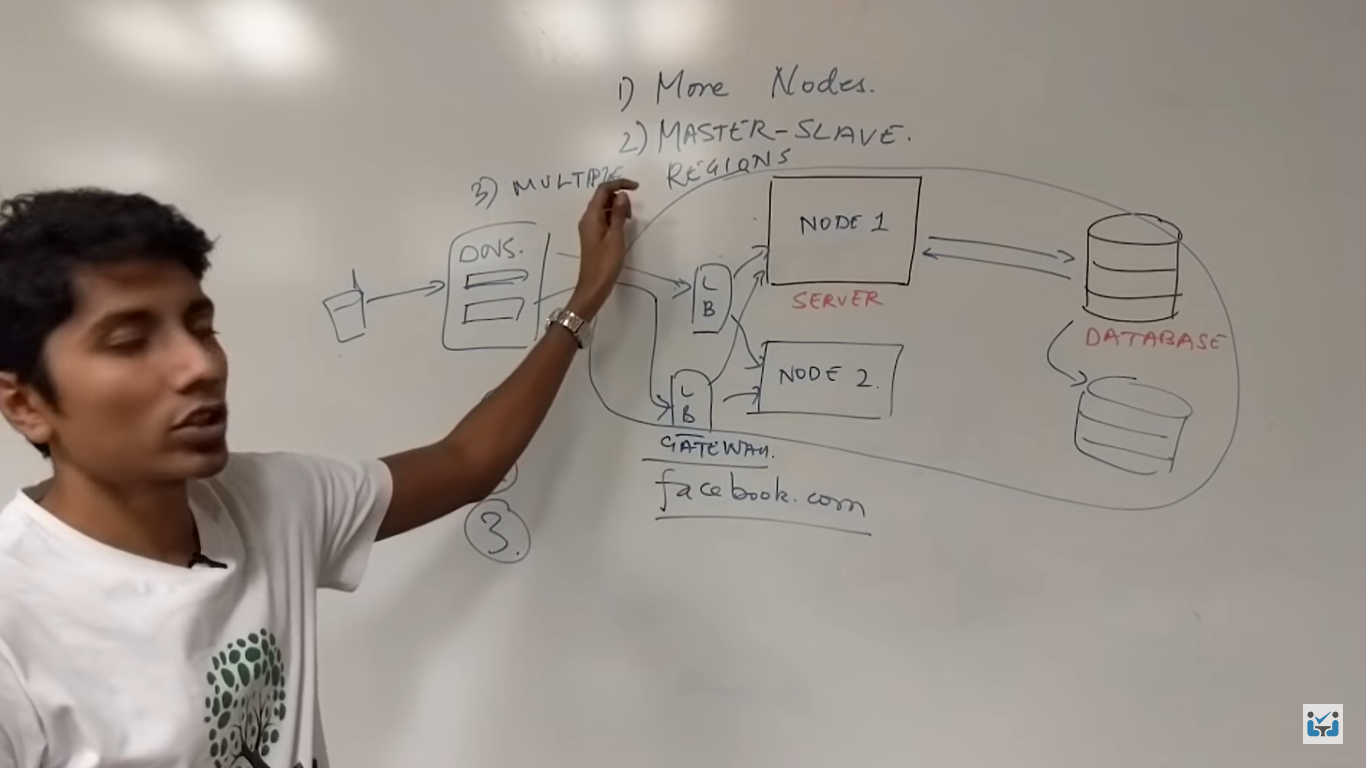 1) More Nodes.
2) MASTER-SLAVE.
3) MULTIPLE REGIONS
DNS.
NODE 1
L
B
SERVER
DATABASE
NODE 2.
L
B
GATEWAY.
facebook.com
3.